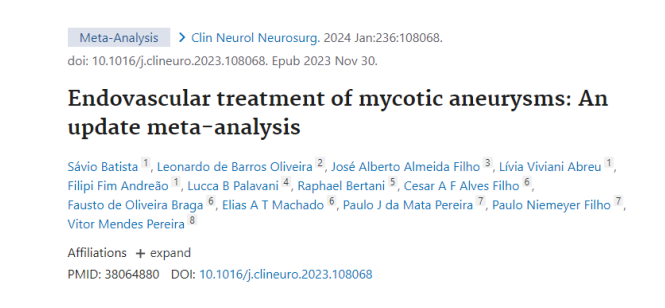 Meta-Analysis > Clin Neurol Neurosurg. 2024 Jan:236:108068.
doi: 10.1016/j.clineuro.2023.108068. Epub 2023 Nov 30.
Endovascular treatment of mycotic aneurysms: An
update meta-analysis
Sávio Batista 1, Leonardo de Barros Oliveira 2, José Alberto Almeida Filho 3, Lívia Viviani Abreu 1,
Filipi Fim Andreão 1, Lucca B Palavani 4, Raphael Bertani 5, Cesar A F Alves Filho 6,
Fausto de Oliveira Braga 6, Elias A T Machado 6, Paulo J da Mata Pereira 7, Paulo Niemeyer Filho 7,
Vitor Mendes Pereira 8
Affiliations + expand
PMID: 38064880 DOI: 10.1016/j.clineuro.2023.108068